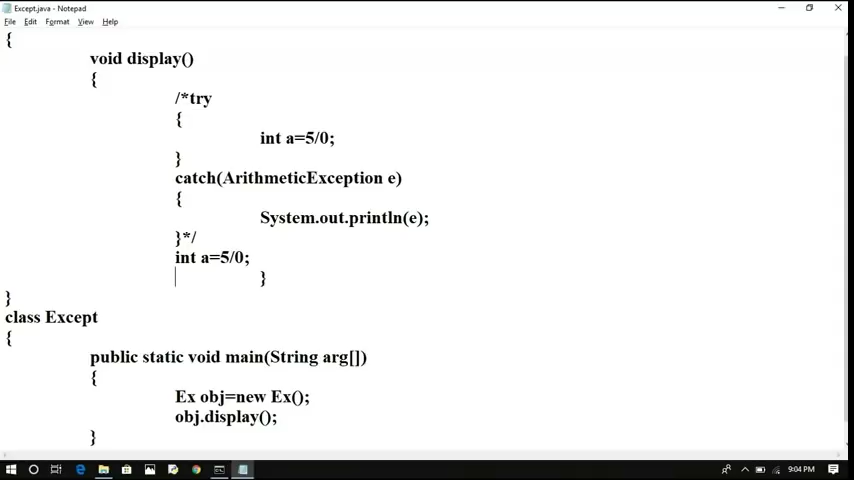 Except.java - Notepad
File Edit Format View Help
{
void display()
{
/*try
{
int a=5/0;
}
catch(ArithmeticException e)
{
System.out.println(e);
}*/
int a=5/0;
}
}
class Except
{
public static void main(String arg[])
{
Ex obj=new Ex();
obj.display();
}
9:04 PM